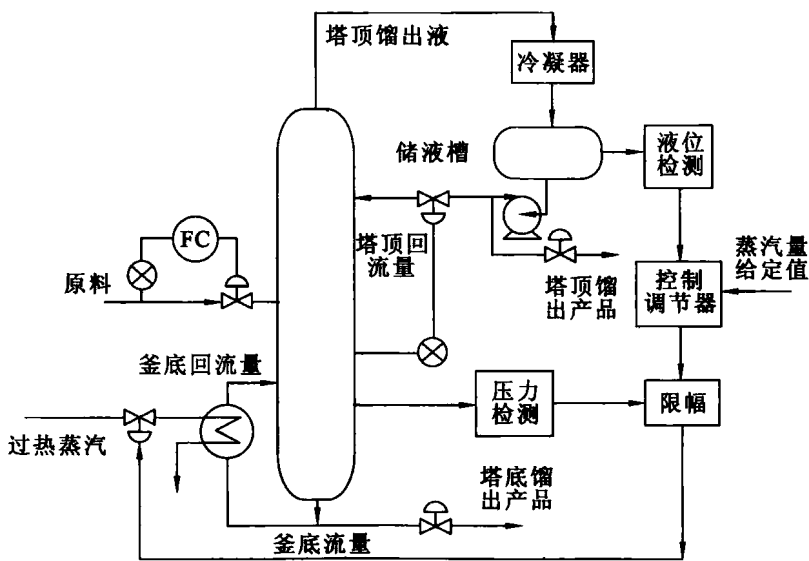 塔顶馏出液
冷凝器
储液槽
液位
检测
FC
塔顶回
流量
蒸汽量
给定值
原料
塔顶馏
出产品
控制
调节器
釜底回流量
压力
检测
限幅
过热蒸汽
塔底馏
出产品
釜底流量